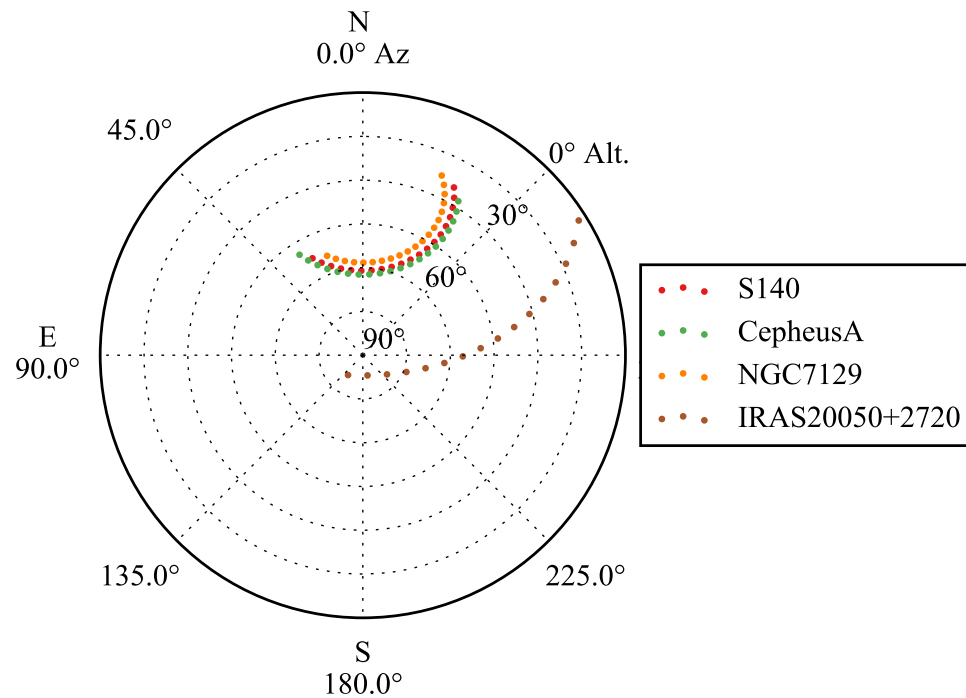 N
0.0° Az
45.0°
0° Alt.
30°
60°
90°
E
90.0°
135.0°
225.0°
S
180.0°
S140
CepheusA
NGC7129
IRAS20050+2720